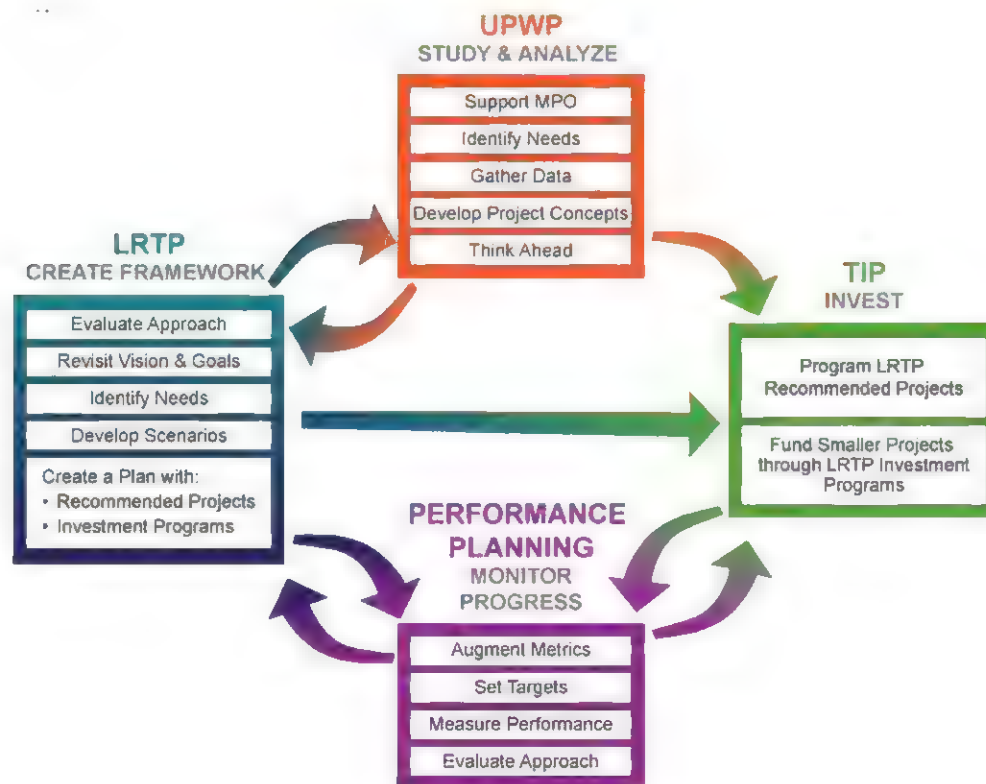 UPWP
STUDY & ANALYZE
Support MPO
Identify Needs
Gather Data
Develop Project Concepts
Think Ahead
LRTP
CREATE FRAMEWORK
Evaluate Approach
Revisit Vision & Goals
Identify Needs
Develop Scenarios
Create a Plan with:
• Recommended Projects
• Investment Programs
TIP
INVEST
Program LRTP
Recommended Projects
Fund Smaller Projects
through LRTP Investment
Programs
PERFORMANCE
PLANNING
MONITOR
PROGRESS
Augment Metrics
Set Targets
Measure Performance
Evaluate Approach